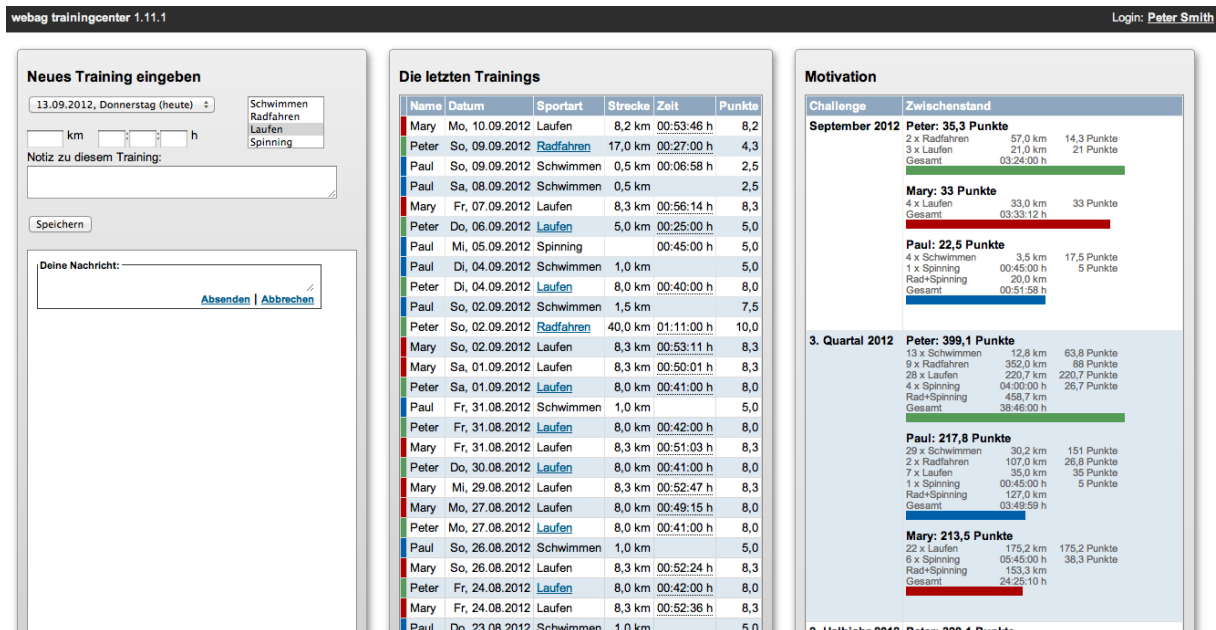 webag trainingcenter 1.11.1
Login: Peter Smith
Neues Training eingeben
13.09.2012, Donnerstag (heute)
Schwimmen
Radfahren
Laufen
Spinning
km : : h
Notiz zu diesem Training:
Speichern
Deine Nachricht:
Absenden | Abbrechen
Die letzten Trainings
Name Datum Sportart Strecke Zeit Punkte
Mary Mo, 10.09.2012 Laufen 8,2 km 00:53:46 h 8,2
Peter So, 09.09.2012 Radfahren 17,0 km 00:27:00 h 4,3
Paul So, 09.09.2012 Schwimmen 0,5 km 00:06:58 h 2,5
Paul Sa, 08.09.2012 Schwimmen 0,5 km 2,5
Mary Fr, 07.09.2012 Laufen 8,3 km 00:56:14 h 8,3
Peter Do, 06.09.2012 Laufen 5,0 km 00:25:00 h 5,0
Paul Mi, 05.09.2012 Spinning 00:45:00 h 5,0
Paul Di, 04.09.2012 Schwimmen 1,0 km 5,0
Peter Di, 04.09.2012 Laufen 8,0 km 00:40:00 h 8,0
Paul So, 02.09.2012 Schwimmen 1,5 km 7,5
Peter So, 02.09.2012 Radfahren 40,0 km 01:11:00 h 10,0
Mary So, 02.09.2012 Laufen 8,3 km 00:53:11 h 8,3
Mary Sa, 01.09.2012 Laufen 8,3 km 00:50:01 h 8,3
Peter Sa, 01.09.2012 Laufen 8,0 km 00:41:00 h 8,0
Paul Fr, 31.08.2012 Schwimmen 1,0 km 5,0
Peter Fr, 31.08.2012 Laufen 8,0 km 00:42:00 h 8,0
Mary Fr, 31.08.2012 Laufen 8,3 km 00:51:03 h 8,3
Peter Do, 30.08.2012 Laufen 8,0 km 00:41:00 h 8,0
Mary Mi, 29.08.2012 Laufen 8,3 km 00:52:47 h 8,3
Mary Mo, 27.08.2012 Laufen 8,0 km 00:49:15 h 8,0
Peter Mo, 27.08.2012 Laufen 8,0 km 00:41:00 h 8,0
Paul So, 26.08.2012 Schwimmen 1,0 km 5,0
Mary So, 26.08.2012 Laufen 8,3 km 00:52:24 h 8,3
Peter Fr, 24.08.2012 Laufen 8,0 km 00:42:00 h 8,0
Mary Fr, 24.08.2012 Laufen 8,3 km 00:52:36 h 8,3
Paul Do, 23.08.2012 Schwimmen 1,0 km 5,0
Motivation
Challenge Zwischenstand
September 2012 Peter: 35,3 Punkte
2 x Radfahren 57,0 km 14,3 Punkte
3 x Laufen 21,0 km 21 Punkte
Gesamt 03:24:00 h
Mary: 33 Punkte
4 x Laufen 33,0 km 33 Punkte
Gesamt 03:33:12 h
Paul: 22,5 Punkte
4 x Schwimmen 3,5 km 17,5 Punkte
1 x Spinning 00:45:00 h 5 Punkte
Rad+Spinning 20,0 km
Gesamt 00:51:58 h
3. Quartal 2012 Peter: 399,1 Punkte
13 x Schwimmen 12,8 km 63,8 Punkte
9 x Radfahren 352,0 km 88 Punkte
28 x Laufen 220,7 km 220,7 Punkte
4 x Spinning 04:00:00 h 26,7 Punkte
Rad+Spinning 458,7 km
Gesamt 38:46:00 h
Paul: 217,8 Punkte
29 x Schwimmen 30,2 km 151 Punkte
2 x Radfahren 107,0 km 26,8 Punkte
7 x Laufen 35,0 km 35 Punkte
1 x Spinning 00:45:00 h 5 Punkte
Rad+Spinning 127,0 km
Gesamt 03:49:59 h
Mary: 213,5 Punkte
22 x Laufen 175,2 km 175,2 Punkte
6 x Spinning 05:45:00 h 38,3 Punkte
Rad+Spinning 153,3 km
Gesamt 24:25:10 h